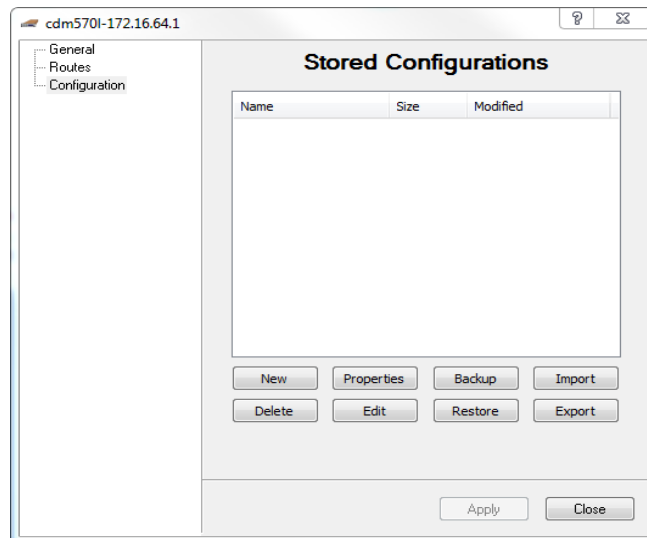 cdm570l-172.16.64.1
General
Routes
Configuration
Stored Configurations
Name Size Modified
New Properties Backup Import
Delete Edit Restore Export
Apply Close